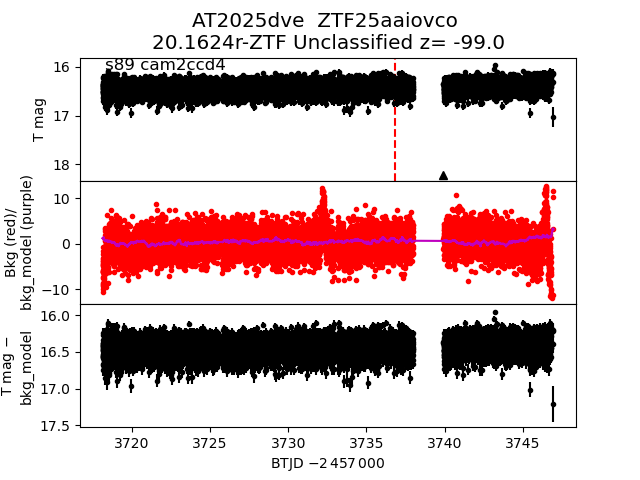 AT2025dve  ZTF25aaiovco
20.1624r-ZTF Unclassified z= -99.0
s89 cam2ccd4
T mag
16
17
18
Bkg (red)/
bkg_model (purple)
10
0
−10
T mag −
bkg_model
16.0
16.5
17.0
17.5
3720
3725
3730
3735
3740
3745
BTJD −2 457 000